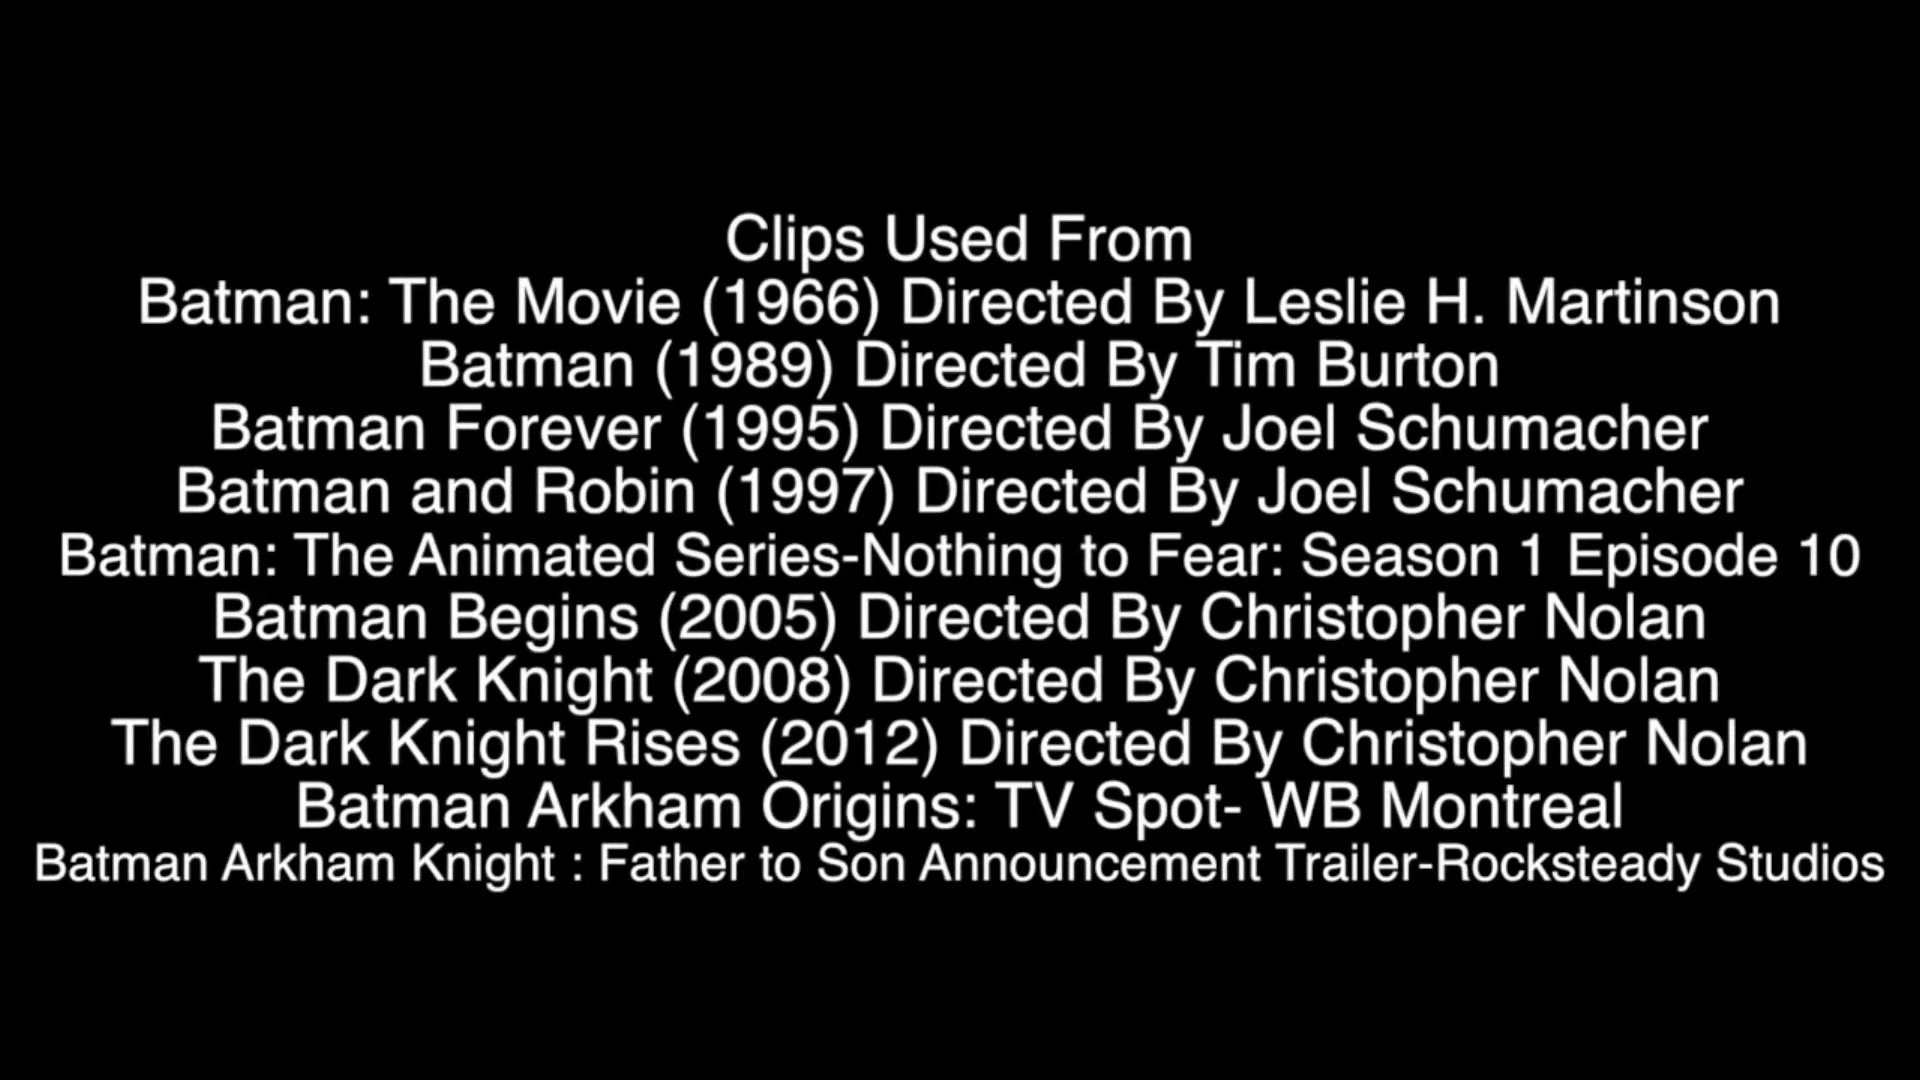 Clips Used From
Batman: The Movie (1966) Directed By Leslie H. Martinson
Batman (1989) Directed By Tim Burton
Batman Forever (1995) Directed By Joel Schumacher
Batman and Robin (1997) Directed By Joel Schumacher
Batman: The Animated Series-Nothing to Fear: Season 1 Episode 10
Batman Begins (2005) Directed By Christopher Nolan
The Dark Knight (2008) Directed By Christopher Nolan
The Dark Knight Rises (2012) Directed By Christopher Nolan
Batman Arkham Origins: TV Spot- WB Montreal
Batman Arkham Knight : Father to Son Announcement Trailer-Rocksteady Studios